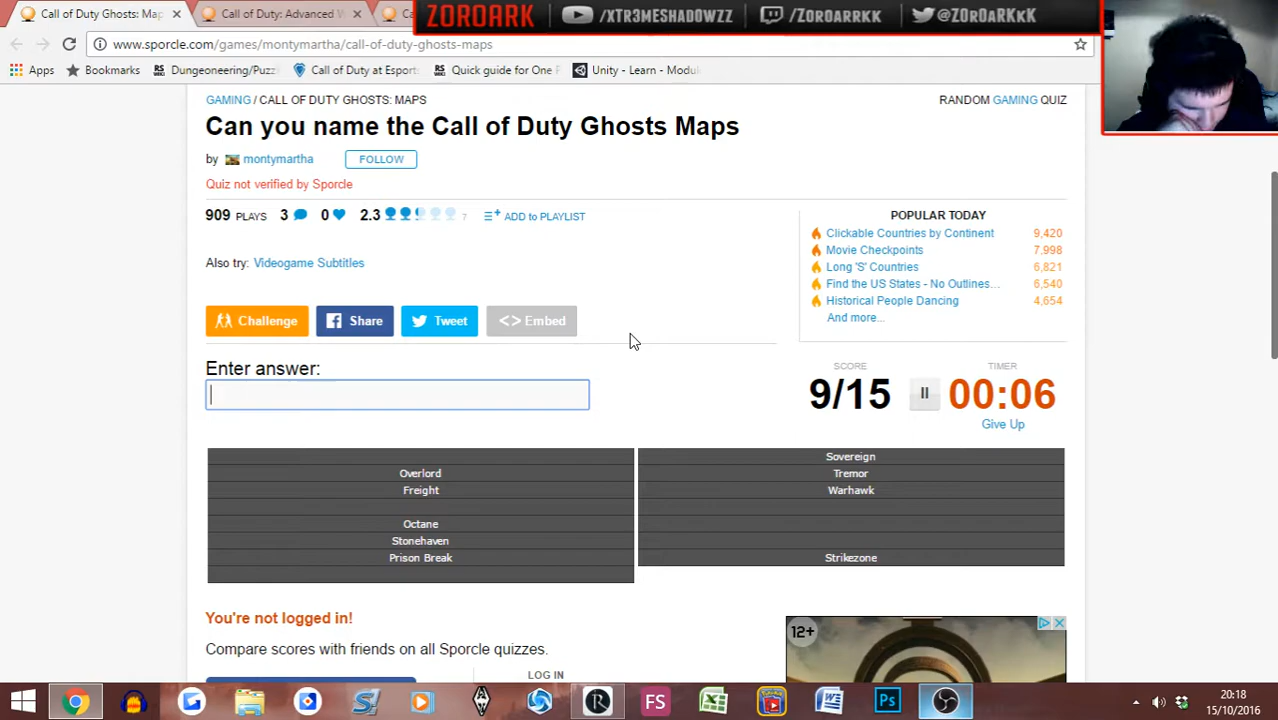 Call of Duty Ghosts: Map
Call of Duty: Advanced W
Ca
ZOROARK
/XTR3MESHADOWZZ
/ZOROARRKK
@ZOROARKKK
www.sporcle.com/games/montymartha/call-of-duty-ghosts-maps
Apps
Bookmarks
Dungeoneering/Puzz
Call of Duty at Esport
Quick guide for One F
Unity - Learn - Modu
GAMING / CALL OF DUTY GHOSTS: MAPS
RANDOM GAMING QUIZ
Can you name the Call of Duty Ghosts Maps
by montymartha FOLLOW
Quiz not verified by Sporcle
909 PLAYS 3 0 2.3 7 ADD to PLAYLIST
Also try: Videogame Subtitles
POPULAR TODAY
Clickable Countries by Continent 9,420
Movie Checkpoints 7,998
Long 'S' Countries 6,821
Find the US States - No Outlines... 6,540
Historical People Dancing 4,654
And more...
Challenge
Share
Tweet
<> Embed
Enter answer:
SCORE
9/15
TIMER
00:06
Give Up
Overlord
Freight
Octane
Stonehaven
Prison Break
Sovereign
Tremor
Warhawk
Strikezone
You're not logged in!
Compare scores with friends on all Sporcle quizzes.
LOG IN
12+
FS
20:18
15/10/2016